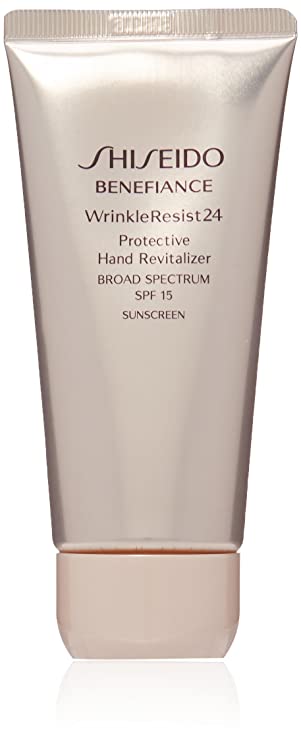 SHISEIDO
BENEFIANCE
WrinkleResist24
Protective
Hand Revitalizer
BROAD SPECTRUM
SPF 15
SUNSCREEN